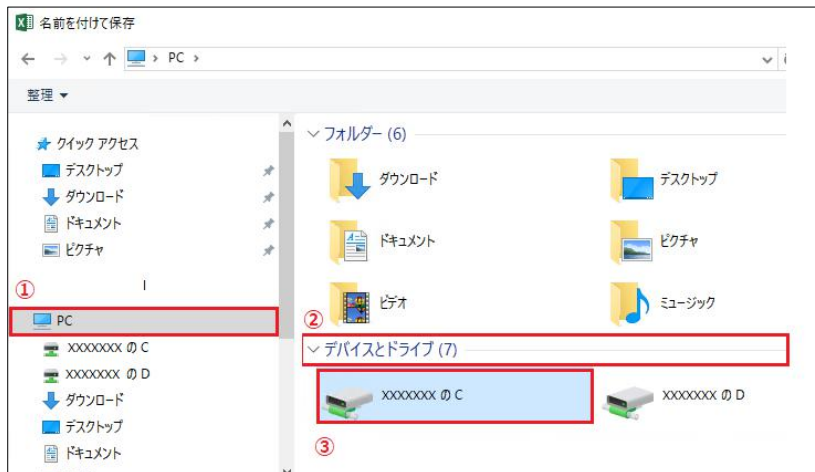 名前を付けて保存
PC
整理
クイック アクセス
デスクトップ
ダウンロード
ドキュメント
ピクチャ
①
PC
xxxxxxx の C
xxxxxxx の D
ダウンロード
デスクトップ
ドキュメント
フォルダー (6)
ダウンロード
デスクトップ
ドキュメント
ピクチャ
ビデオ
ミュージック
②
デバイスとドライブ (7)
xxxxxxx の C
xxxxxxx の D
③